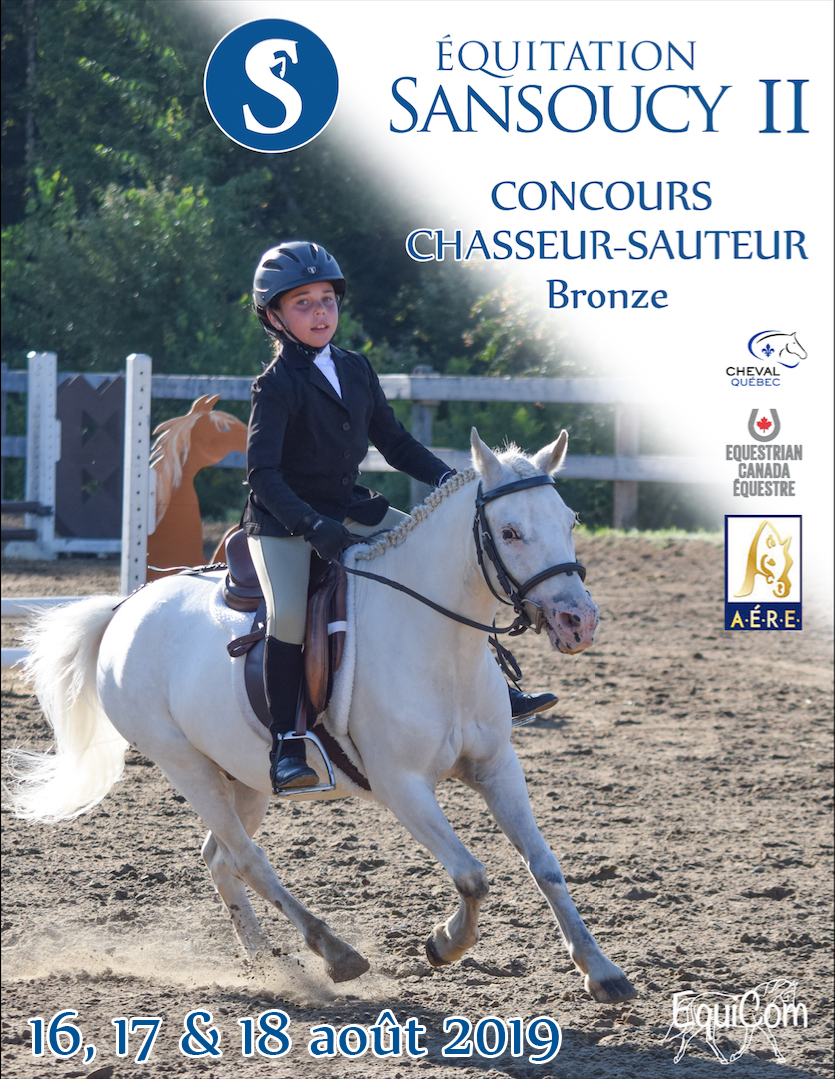 S
ÉQUITATION
SANSOUCY II
CONCOURS
CHASSEUR-SAUTEUR
Bronze
CHEVAL
QUÉBEC
EQUESTRIAN
CANADA
ÉQUESTRE
A.É.R.E.
16, 17 & 18 août 2019
EquiCom